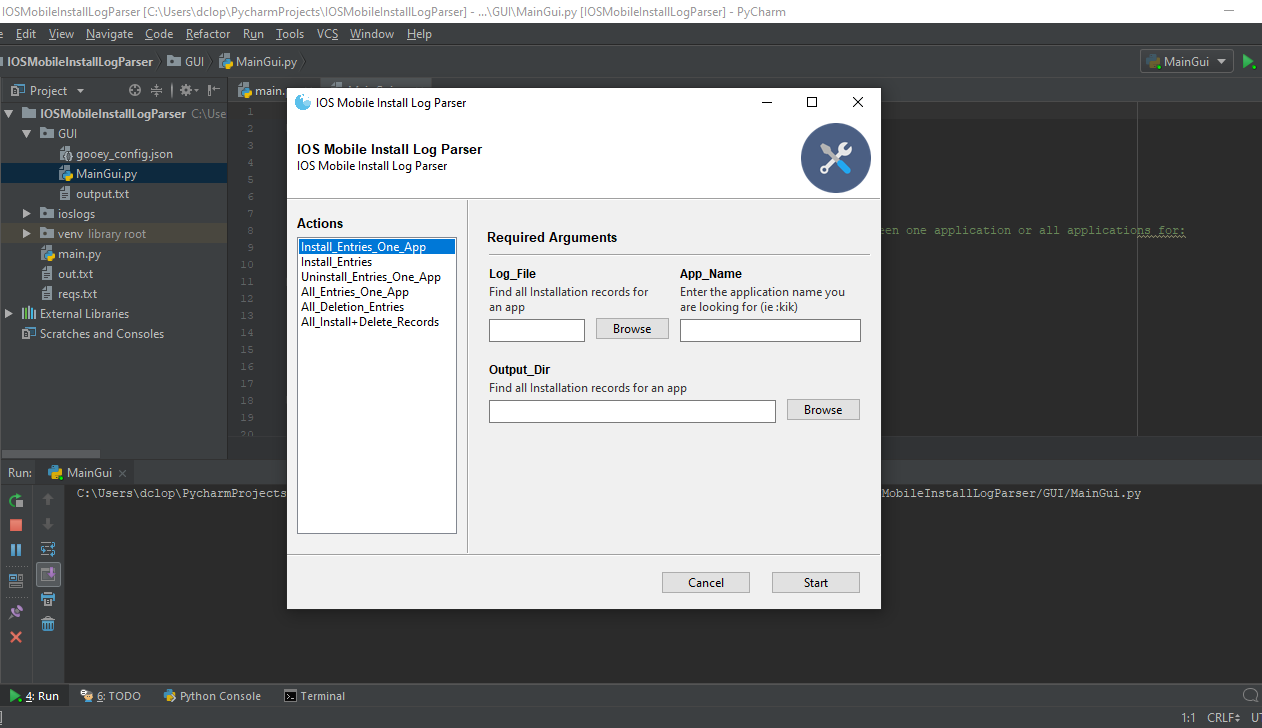 IOSMobileInstallLogParser [C:\Users\dclop\PycharmProjects\IOSMobileInstallLogParser] - ...\GUI\MainGui.py [IOSMobileInstallLogParser] - PyCharm
Edit View Navigate Code Refactor Run Tools VCS Window Help
IOSMobileInstallLogParser GUI MainGui.py
MainGui
Project
main.
IOSMobileInstallLogParser C:\Use
GUI
gooey_config.json
MainGui.py
output.txt
ioslogs
venv library root
main.py
out.txt
reqs.txt
External Libraries
Scratches and Consoles
1
2
3
4
5
6
7
8
9
10
11
12
13
14
15
16
17
18
19
20
een one application or all applications for:
IOS Mobile Install Log Parser
IOS Mobile Install Log Parser
IOS Mobile Install Log Parser
Actions
Install_Entries_One_App
Install_Entries
Uninstall_Entries_One_App
All_Entries_One_App
All_Deletion_Entries
All_Install+Delete_Records
Required Arguments
Log_File
Find all Installation records for
an app
Browse
App_Name
Enter the application name you
are looking for (ie :kik)
Output_Dir
Find all Installation records for an app
Browse
Cancel Start
Run: MainGui
C:\Users\dclop\PycharmProjects
MobileInstallLogParser/GUI/MainGui.py
4: Run 6: TODO Python Console Terminal
1:1 CRLF UT